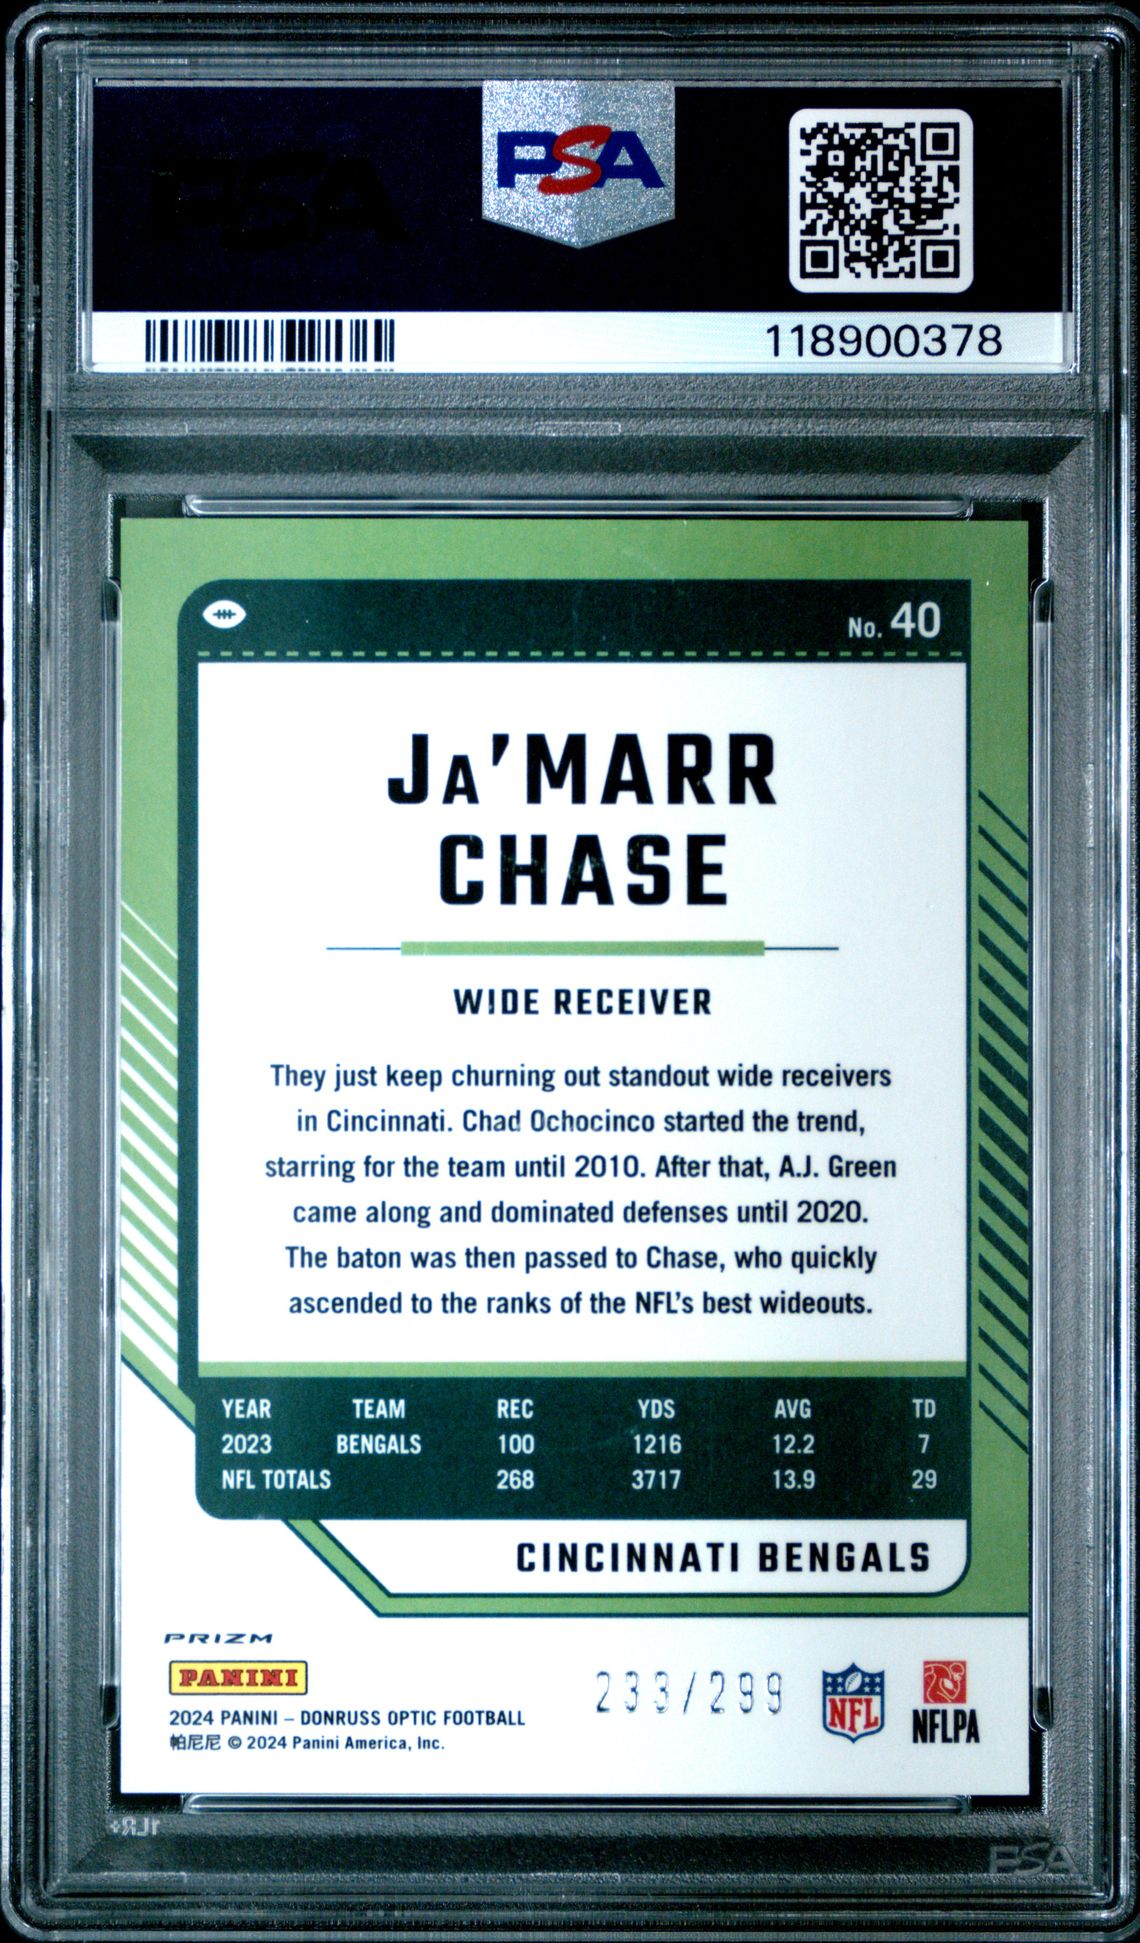 PSA
118900378
No. 40
JA'MARR
CHASE
WIDE RECEIVER
They just keep churning out standout wide receivers
in Cincinnati. Chad Ochocinco started the trend,
starring for the team until 2010. After that, A.J. Green
came along and dominated defenses until 2020.
The baton was then passed to Chase, who quickly
ascended to the ranks of the NFL's best wideouts.
YEAR TEAM REC YDS AVG TD
2023 BENGALS 100 1216 12.2 7
NFL TOTALS 268 3717 13.9 29
CINCINNATI BENGALS
PRIZM
PANINI
233/299
NFL
NFLPA
2024 PANINI – DONRUSS OPTIC FOOTBALL
帕尼尼 © 2024 Panini America, Inc.
PSA